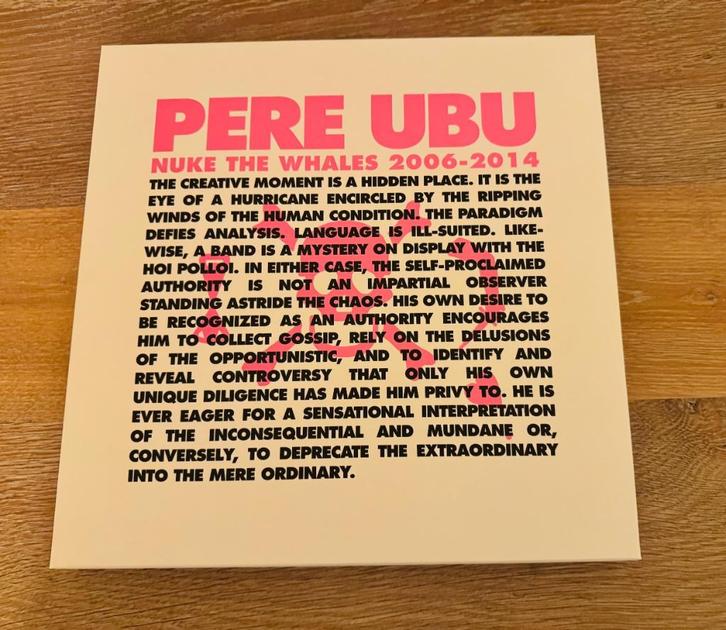 PERE UBU
NUKE THE WHALES 2006-2014
THE CREATIVE MOMENT IS A HIDDEN PLACE. IT IS THE
EYE OF A HURRICANE ENCIRCLED BY THE RIPPING
WINDS OF THE HUMAN CONDITION. THE PARADIGM
DEFIES ANALYSIS. LANGUAGE IS ILL-SUITED. LIKE-
WISE, A BAND IS A MYSTERY ON DISPLAY WITH THE
HOI POLLOI. IN EITHER CASE, THE SELF-PROCLAIMED
AUTHORITY IS NOT AN IMPARTIAL OBSERVER
STANDING ASTRIDE THE CHAOS. HIS OWN DESIRE TO
BE RECOGNIZED AS AN AUTHORITY ENCOURAGES
HIM TO COLLECT GOSSIP, RELY ON THE DELUSIONS
OF THE OPPORTUNISTIC, AND TO IDENTIFY AND
REVEAL CONTROVERSY THAT ONLY HIS OWN
UNIQUE DILIGENCE HAS MADE HIM PRIVY TO. HE IS
EVER EAGER FOR A SENSATIONAL INTERPRETATION
OF THE INCONSEQUENTIAL AND MUNDANE OR,
CONVERSELY, TO DEPRECATE THE EXTRAORDINARY
INTO THE MERE ORDINARY.